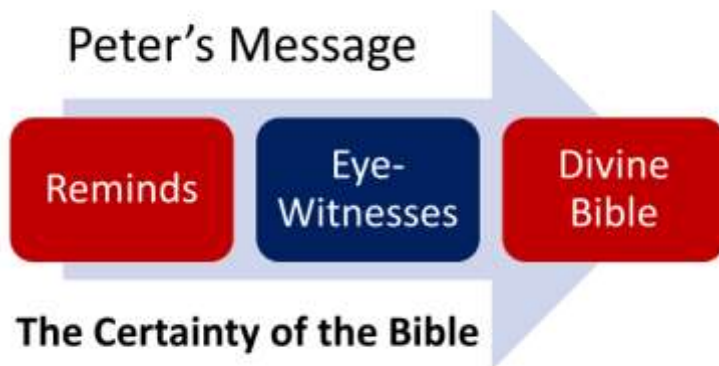 Peter's Message
Reminds
Eye-
Witnesses
Divine
Bible
The Certainty of the Bible